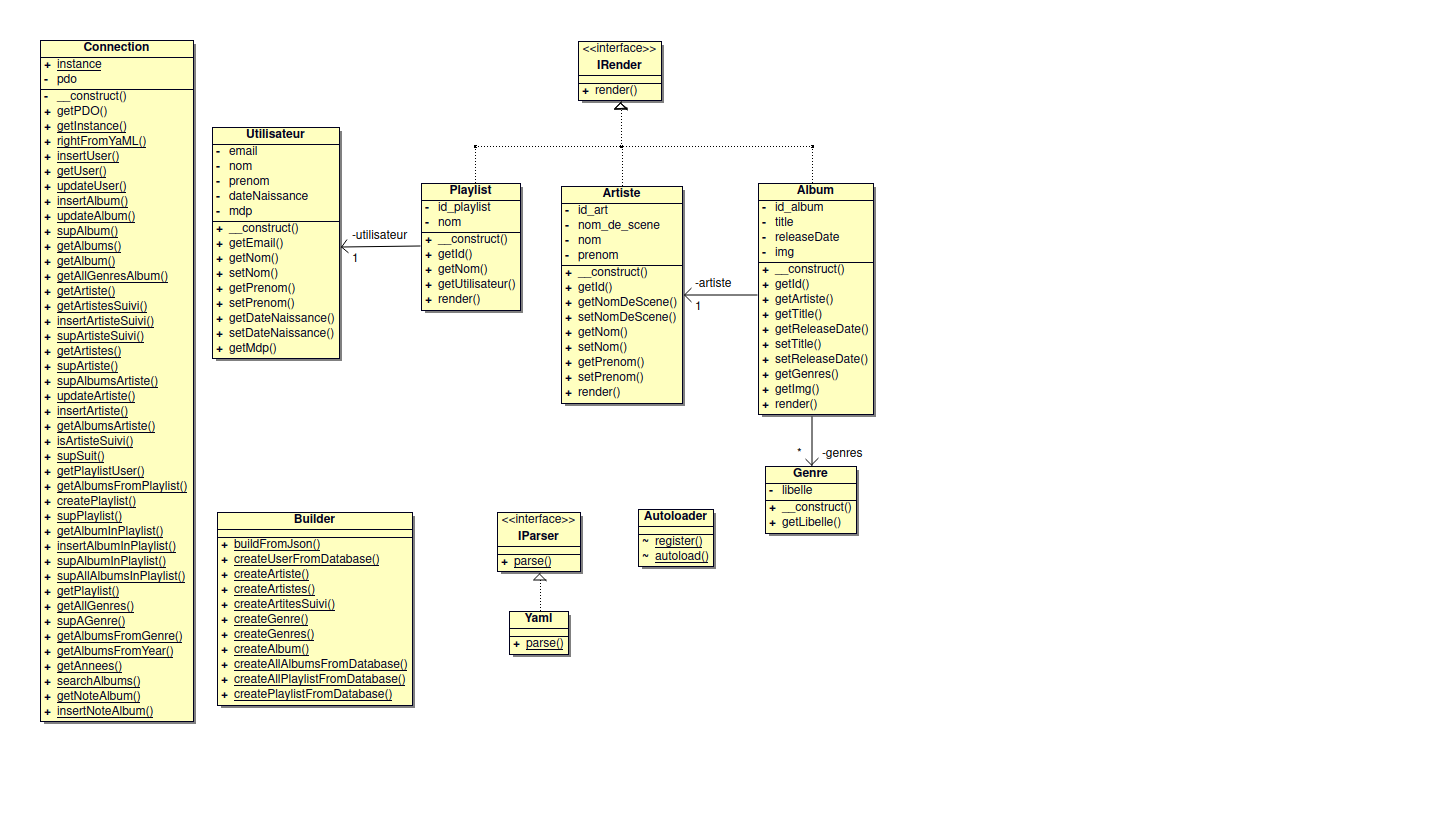 Connection
+ instance
- pdo
- __construct()
+ getPDO()
+ getInstance()
+ rightFromYaML()
+ insertUser()
+ getUser()
+ updateUser()
+ insertAlbum()
+ updateAlbum()
+ supAlbum()
+ getAlbums()
+ getAlbum()
+ getAllGenresAlbum()
+ getArtiste()
+ getArtistesSuivi()
+ insertArtisteSuivi()
+ supArtisteSuivi()
+ getArtistes()
+ supArtiste()
+ supAlbumsArtiste()
+ updateArtiste()
+ insertArtiste()
+ getAlbumsArtiste()
+ isArtisteSuivi()
+ supSuit()
+ getPlaylistUser()
+ getAlbumsFromPlaylist()
+ createPlaylist()
+ supPlaylist()
+ getAlbumInPlaylist()
+ insertAlbumInPlaylist()
+ supAlbumInPlaylist()
+ supAllAlbumsInPlaylist()
+ getPlaylist()
+ getAllGenres()
+ supAGenre()
+ getAlbumsFromGenre()
+ getAlbumsFromYear()
+ getAnnees()
+ searchAlbums()
+ getNoteAlbum()
+ insertNoteAlbum()
Utilisateur
- email
- nom
- prenom
- dateNaissance
- mdp
+ __construct()
+ getEmail()
+ getNom()
+ setNom()
+ getPrenom()
+ setPrenom()
+ getDateNaissance()
+ setDateNaissance()
+ getMdp()
-utilisateur
1
<<interface>>
IRender
+ render()
Playlist
- id_playlist
- nom
+ __construct()
+ getId()
+ getNom()
+ getUtilisateur()
+ render()
Artiste
- id_art
- nom_de_scene
- nom
- prenom
+ __construct()
+ getId()
+ getNomDeScene()
+ setNomDeScene()
+ getNom()
+ setNom()
+ getPrenom()
+ setPrenom()
+ render()
-artiste
1
Album
- id_album
- title
- releaseDate
- img
+ __construct()
+ getId()
+ getArtiste()
+ getTitle()
+ getReleaseDate()
+ setTitle()
+ setReleaseDate()
+ getGenres()
+ getImg()
+ render()
* -genres
Genre
- libelle
+ __construct()
+ getLibelle()
Builder
+ buildFromJson()
+ createUserFromDatabase()
+ createArtiste()
+ createArtistes()
+ createArtitesSuivi()
+ createGenre()
+ createGenres()
+ createAlbum()
+ createAllAlbumsFromDatabase()
+ createAllPlaylistFromDatabase()
+ createPlaylistFromDatabase()
<<interface>>
IParser
+ parse()
Yaml
+ parse()
Autoloader
~ register()
~ autoload()